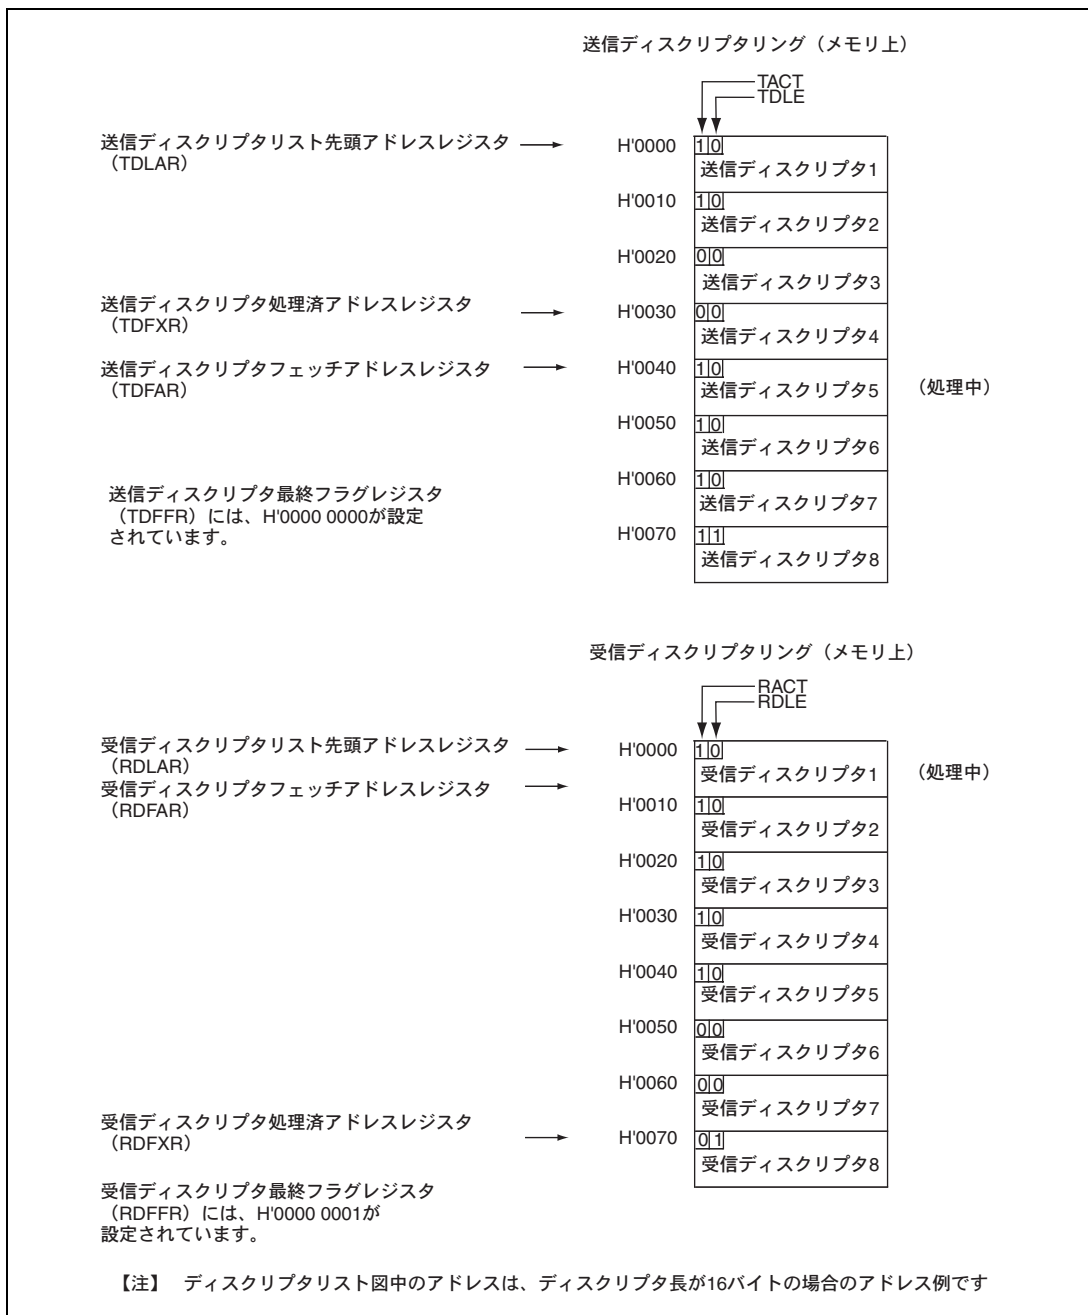 送信ディスクリプタリング（メモリ上）
TACT
TDLE
送信ディスクリプタリスト先頭アドレスレジスタ
（TDLAR）
H'0000 1 0
送信ディスクリプタ1
H'0010 1 0
送信ディスクリプタ2
H'0020 0 0
送信ディスクリプタ3
送信ディスクリプタ処理済アドレスレジスタ
（TDFXR）
H'0030 0 0
送信ディスクリプタ4
送信ディスクリプタフェッチアドレスレジスタ
（TDFAR）
H'0040 1 0
送信ディスクリプタ5 （処理中）
H'0050 1 0
送信ディスクリプタ6
H'0060 1 0
送信ディスクリプタ7
送信ディスクリプタ最終フラグレジスタ
（TDFFR）には、H'0000 0000が設定
されています。
H'0070 1 1
送信ディスクリプタ8
受信ディスクリプタリング（メモリ上）
RACT
RDLE
受信ディスクリプタリスト先頭アドレスレジスタ
（RDLAR）
H'0000 1 0
受信ディスクリプタ1 （処理中）
受信ディスクリプタフェッチアドレスレジスタ
（RDFAR）
H'0010 1 0
受信ディスクリプタ2
H'0020 1 0
受信ディスクリプタ3
H'0030 1 0
受信ディスクリプタ4
H'0040 1 0
受信ディスクリプタ5
H'0050 0 0
受信ディスクリプタ6
H'0060 0 0
受信ディスクリプタ7
受信ディスクリプタ処理済アドレスレジスタ
（RDFXR）
H'0070 0 1
受信ディスクリプタ8
受信ディスクリプタ最終フラグレジスタ
（RDFFR）には、H'0000 0001が
設定されています。
【注】 ディスクリプタリスト図中のアドレスは、ディスクリプタ長が16バイトの場合のアドレス例です